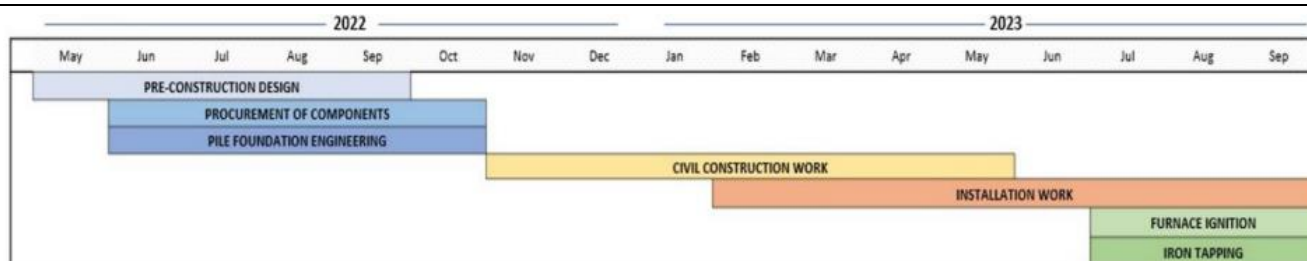 2022 2023
May Jun Jul Aug Sep Oct Nov Dec Jan Feb Mar Apr May Jun Jul Aug Sep
PRE-CONSTRUCTION DESIGN
PROCUREMENT OF COMPONENTS
PILE FOUNDATION ENGINEERING
CIVIL CONSTRUCTION WORK
INSTALLATION WORK
FURNACE IGNITION
IRON TAPPING